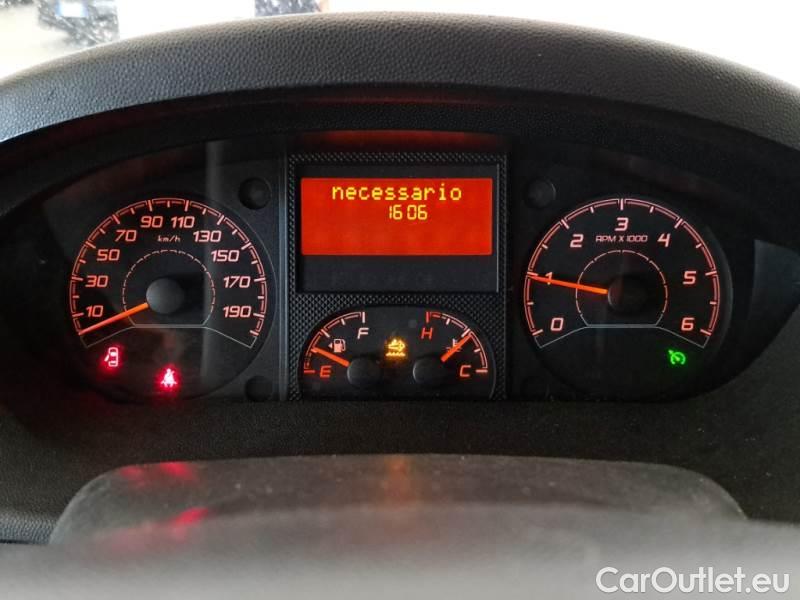 necessario
16:06
10 30 50 70 90 110 130 150 170 190
km/h
0 1 2 3 4 5 6
RPM X 1000
E F
H C
CarOutlet.eu